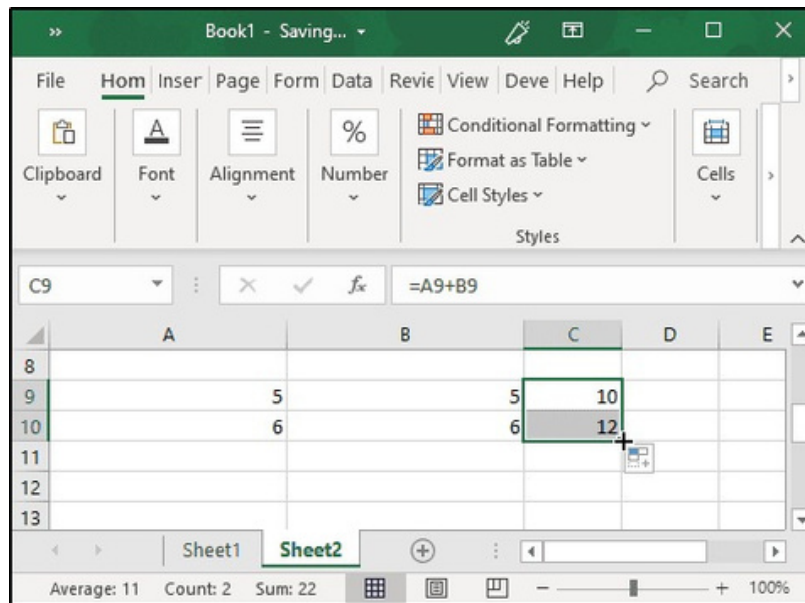 Book1 - Saving...
File Hom Inser Page Form Data Revie View Deve Help Search
Clipboard Font Alignment Number Conditional Formatting Format as Table Cell Styles Cells
Styles
C9 fx =A9+B9
A B C D E
8
9 5 5 10
10 6 6 12
11
12
13
Sheet1 Sheet2
Average: 11 Count: 2 Sum: 22 100%